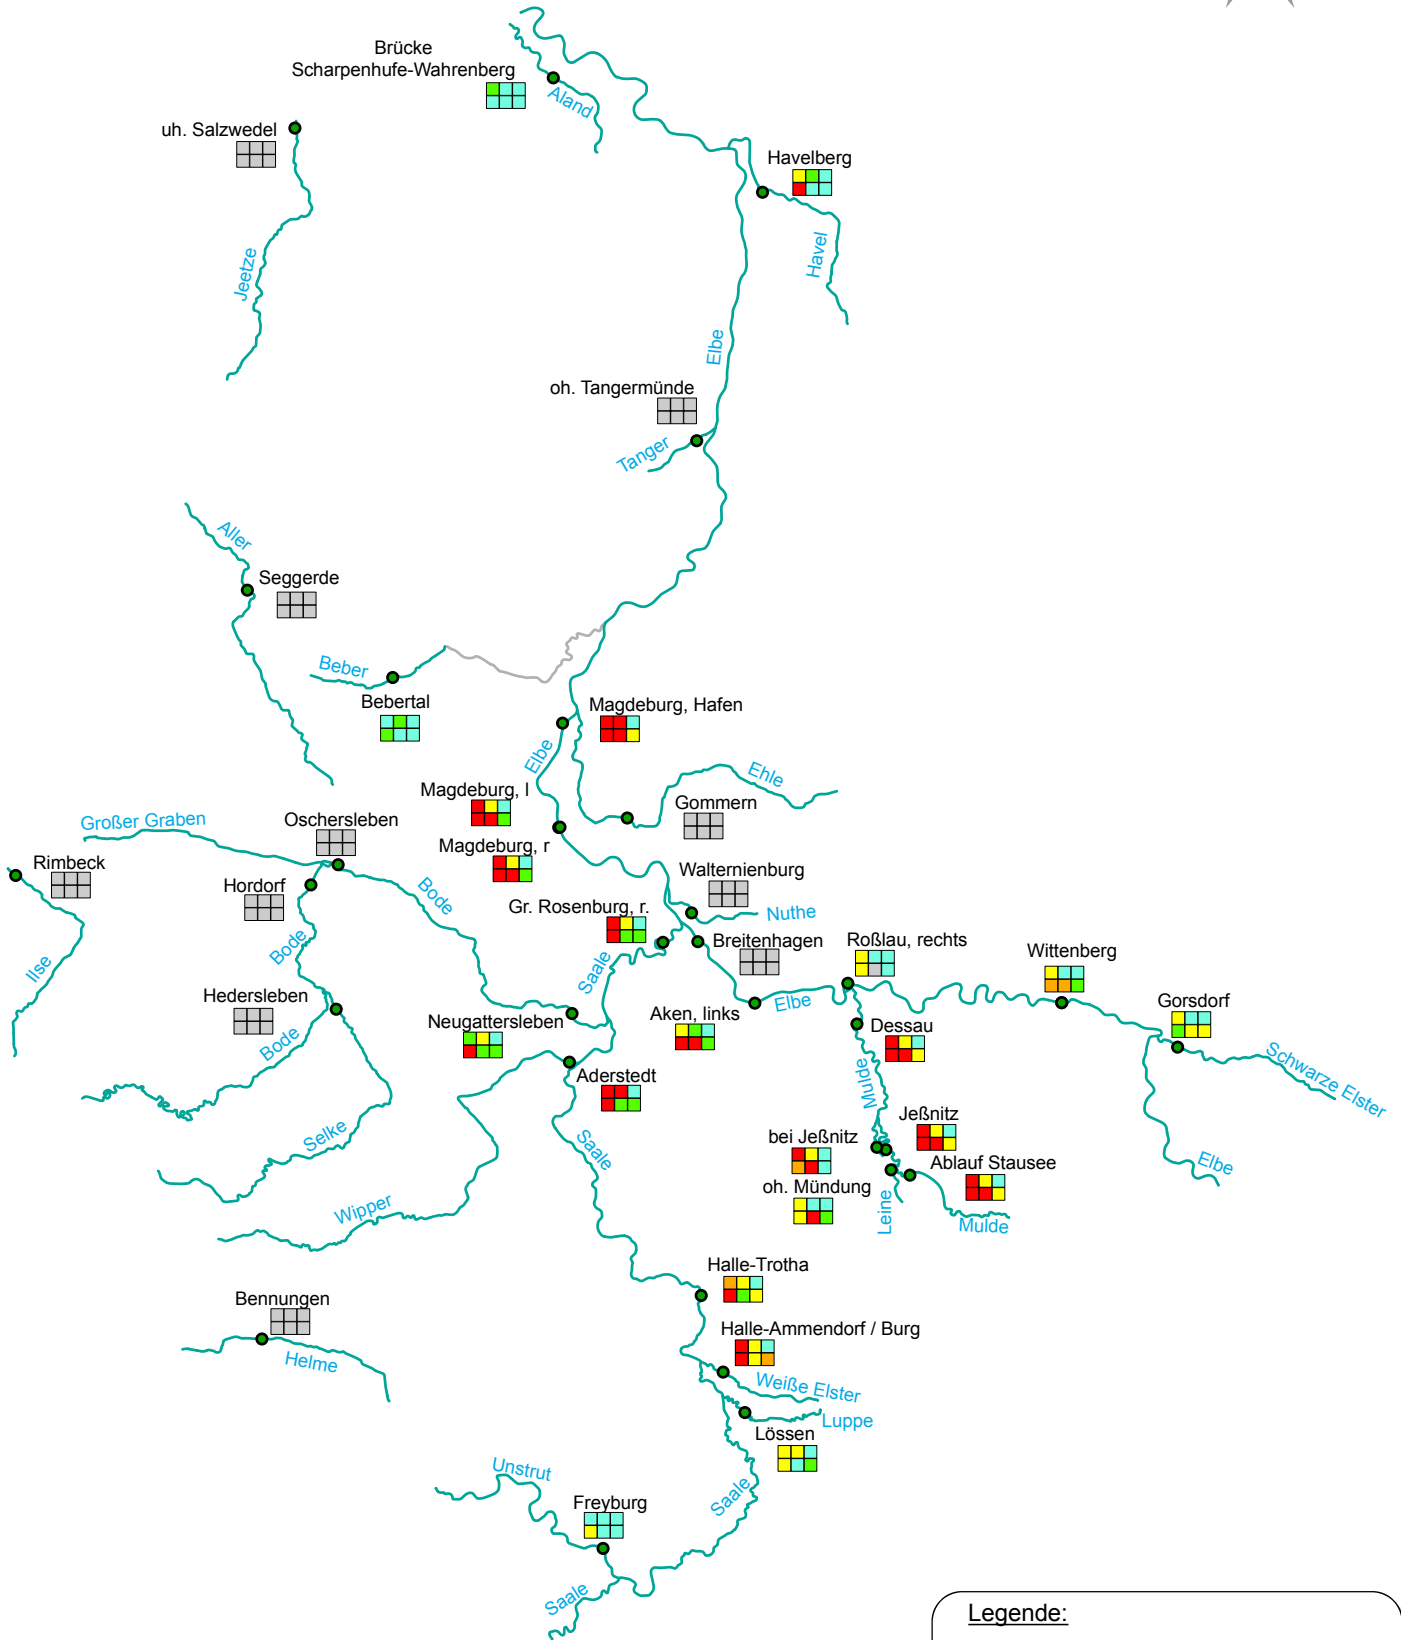 Brücke
Scharpenhufe-Wahrenberg
Aland
uh. Salzwedel
Havelberg
Havel
Jeetze
Elbe
oh. Tangermünde
Tanger
Aller
Seggerde
Beber
Bebertal
Magdeburg, Hafen
Elbe
Ehle
Magdeburg, l
Gommern
Großer Graben
Oschersleben
Magdeburg, r
Rimbeck
Walternienburg
Hordorf
Bode
Nuthe
Gr. Rosenburg, r.
Breitenhagen
Roßlau, rechts
Wittenberg
Bode
Ilse
Saale
Hedersleben
Elbe
Gorsdorf
Neugattersleben
Aken, links
Dessau
Bode
Schwarze Elster
Aderstedt
Mulde
Jeßnitz
Selke
Saale
bei Jeßnitz
Ablauf Stausee
Elbe
oh. Mündung
Wipper
Leine
Mulde
Halle-Trotha
Bennungen
Halle-Ammendorf / Burg
Helme
Weiße Elster
Luppe
Lössen
Unstrut
Saale
Freyburg
Saale
Legende: